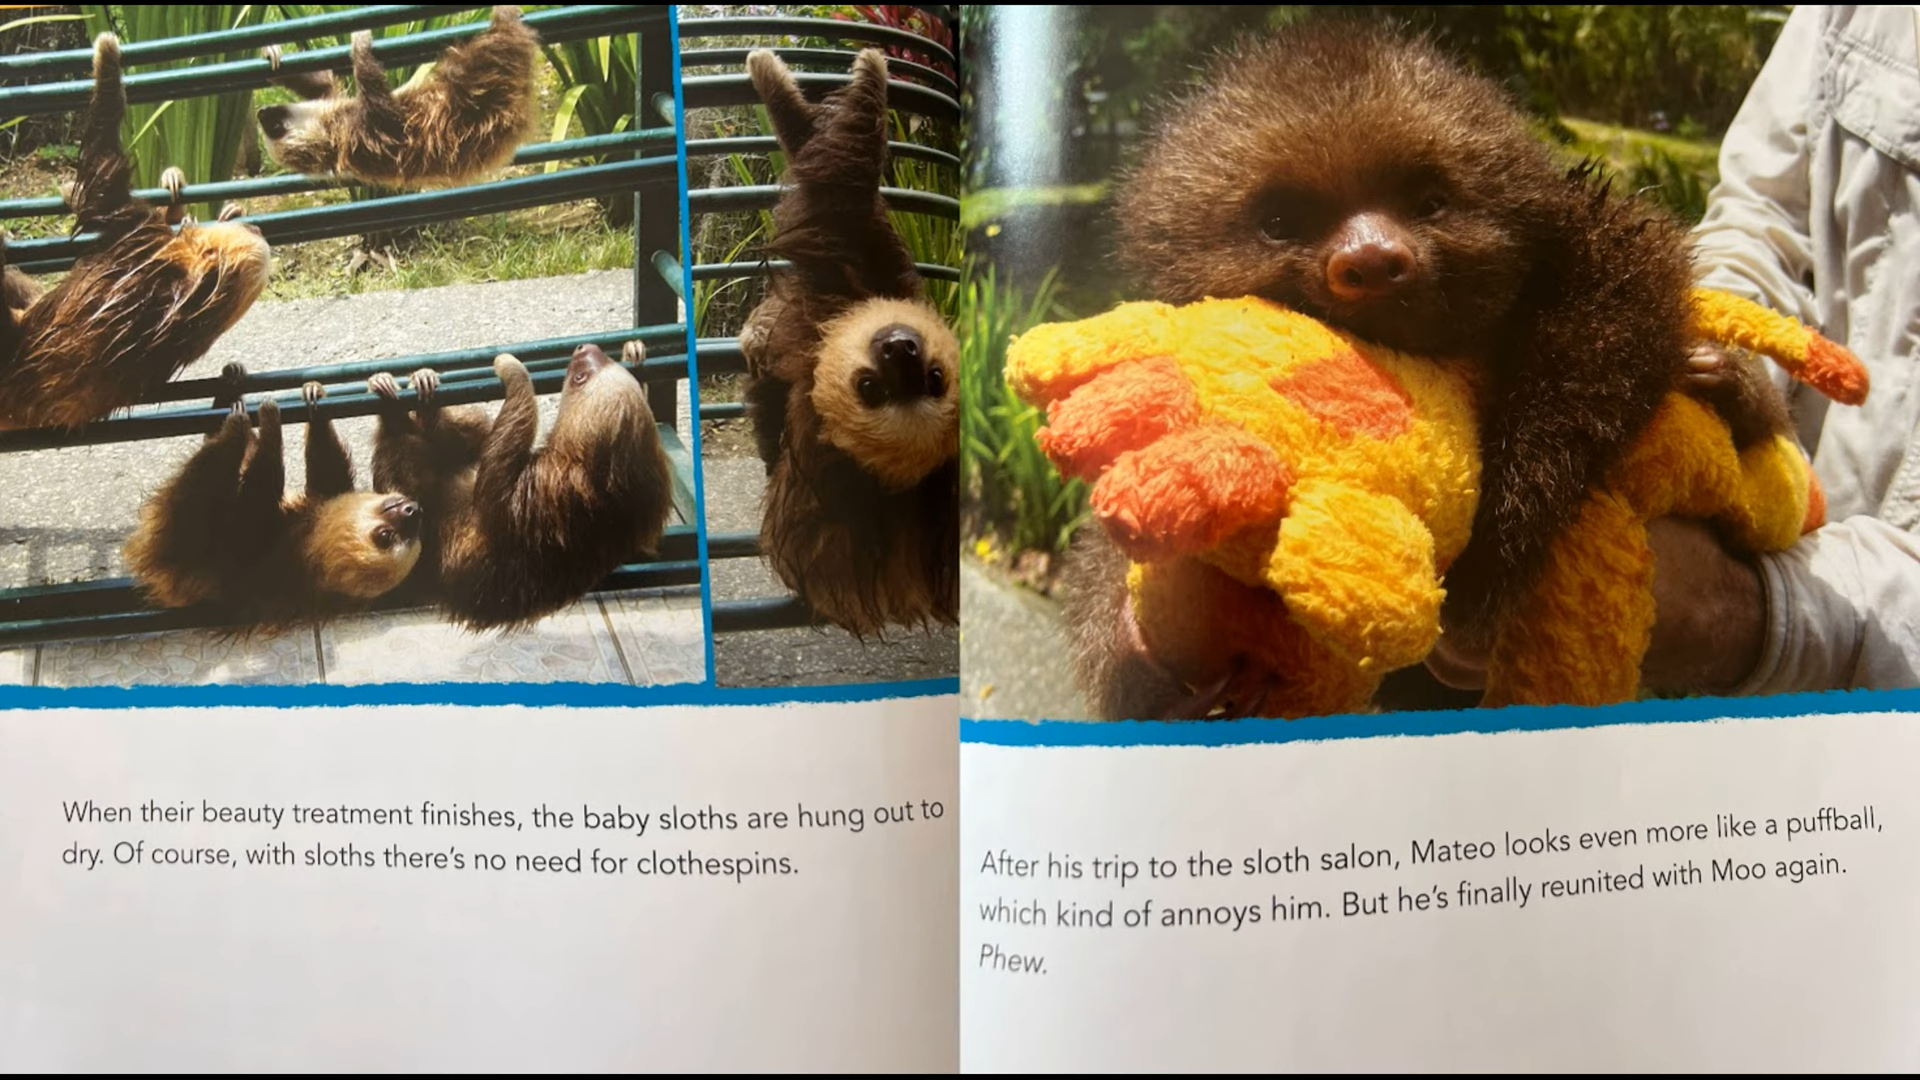 When their beauty treatment finishes, the baby sloths are hung out to
dry. Of course, with sloths there's no need for clothespins.
After his trip to the sloth salon, Mateo looks even more like a puffball,
which kind of annoys him. But he's finally reunited with Moo again.
Phew.